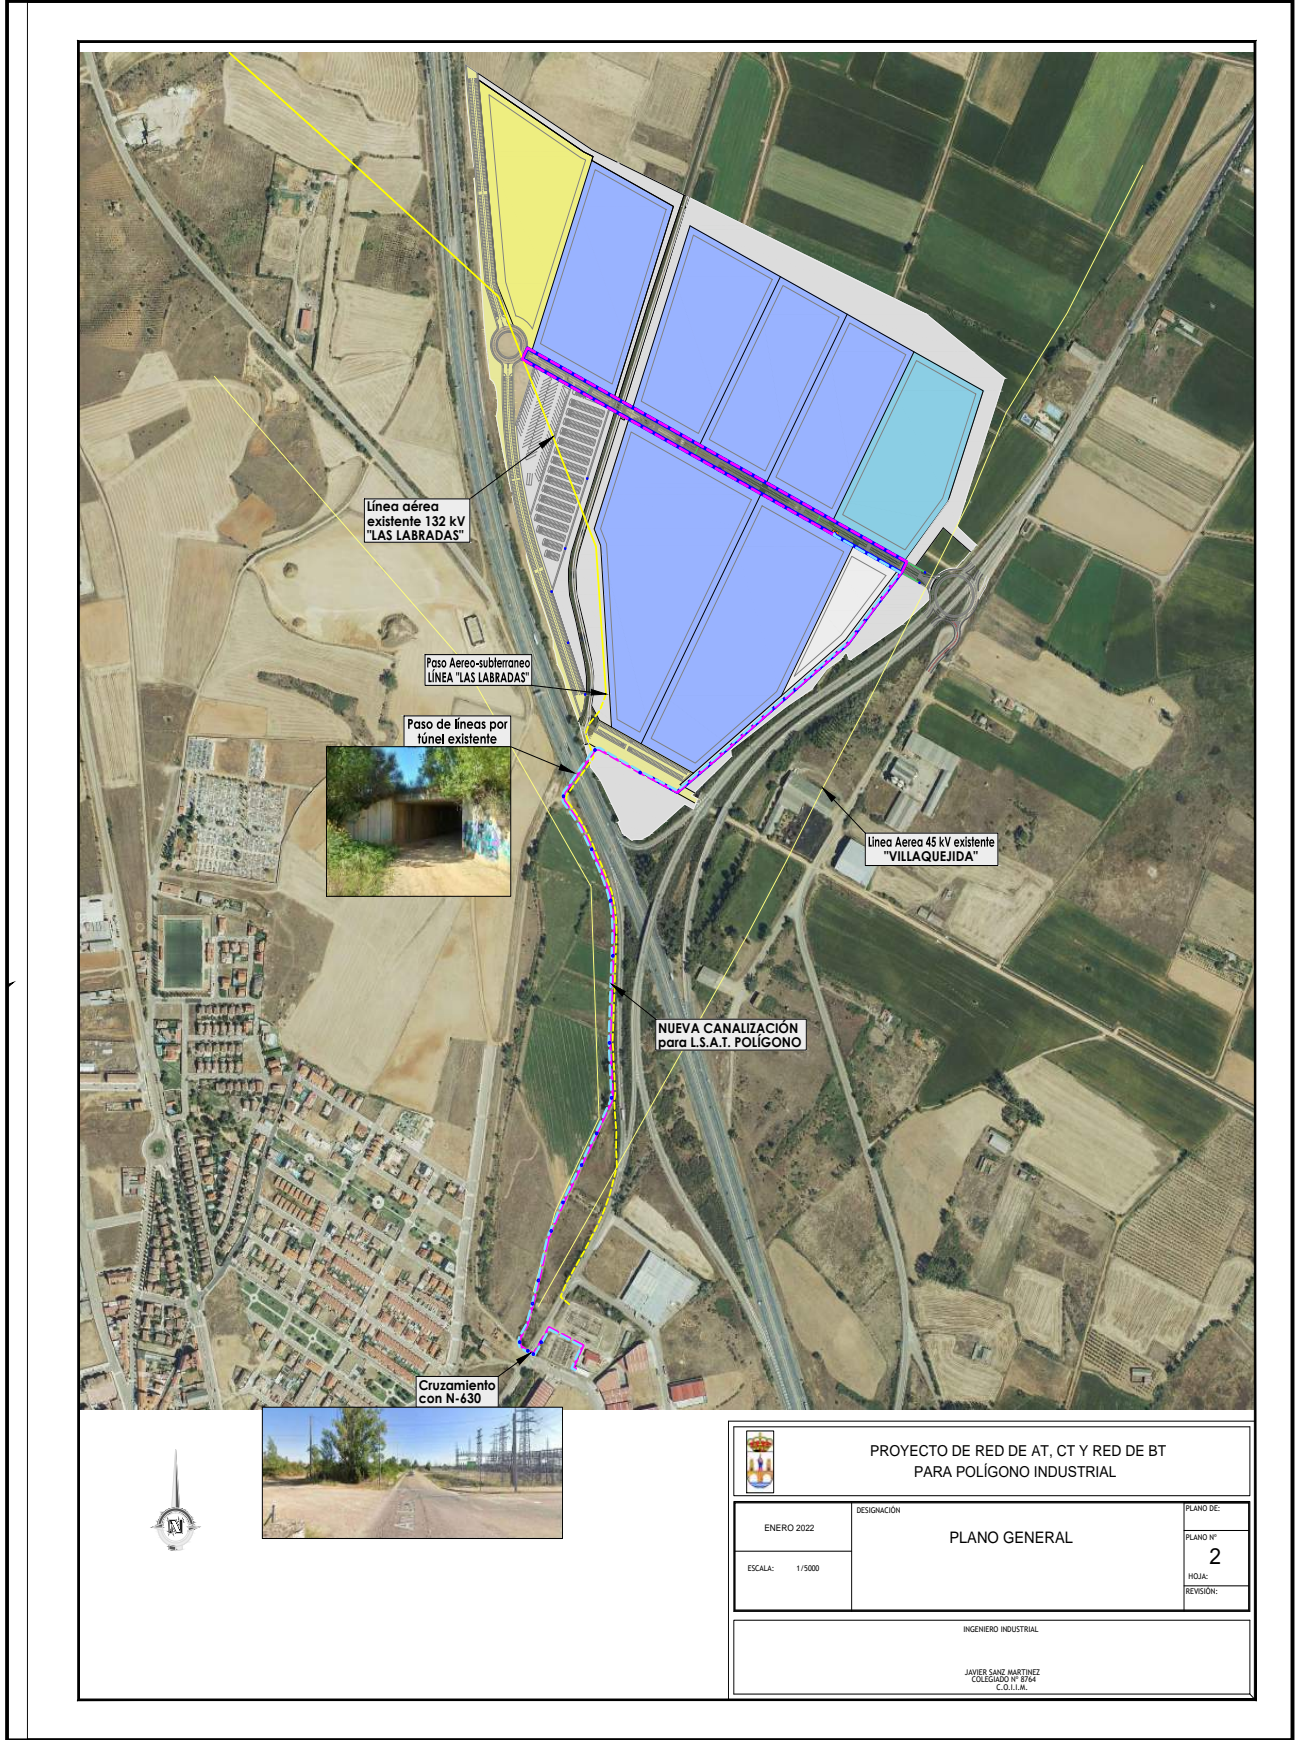 Línea aérea
existente 132 kV
"LAS LABRADAS"
Paso Aereo-subterraneo
LÍNEA "LAS LABRADAS"
Paso de líneas por
túnel existente
Linea Aerea 45 kV existente
"VILLAQUEJIDA"
NUEVA CANALIZACIÓN
para L.S.A.T. POLÍGONO
Cruzamiento
con N-630
N
PROYECTO DE RED DE AT, CT Y RED DE BT
PARA POLÍGONO INDUSTRIAL
ENERO 2022
ESCALA: 1/5000
DESIGNACIÓN
PLANO GENERAL
PLANO DE:
PLANO Nº
2
HOJA:
REVISIÓN:
INGENIERO INDUSTRIAL
JAVIER SANZ MARTINEZ
COLEGIADO Nº 8764
C.O.I.I.M.